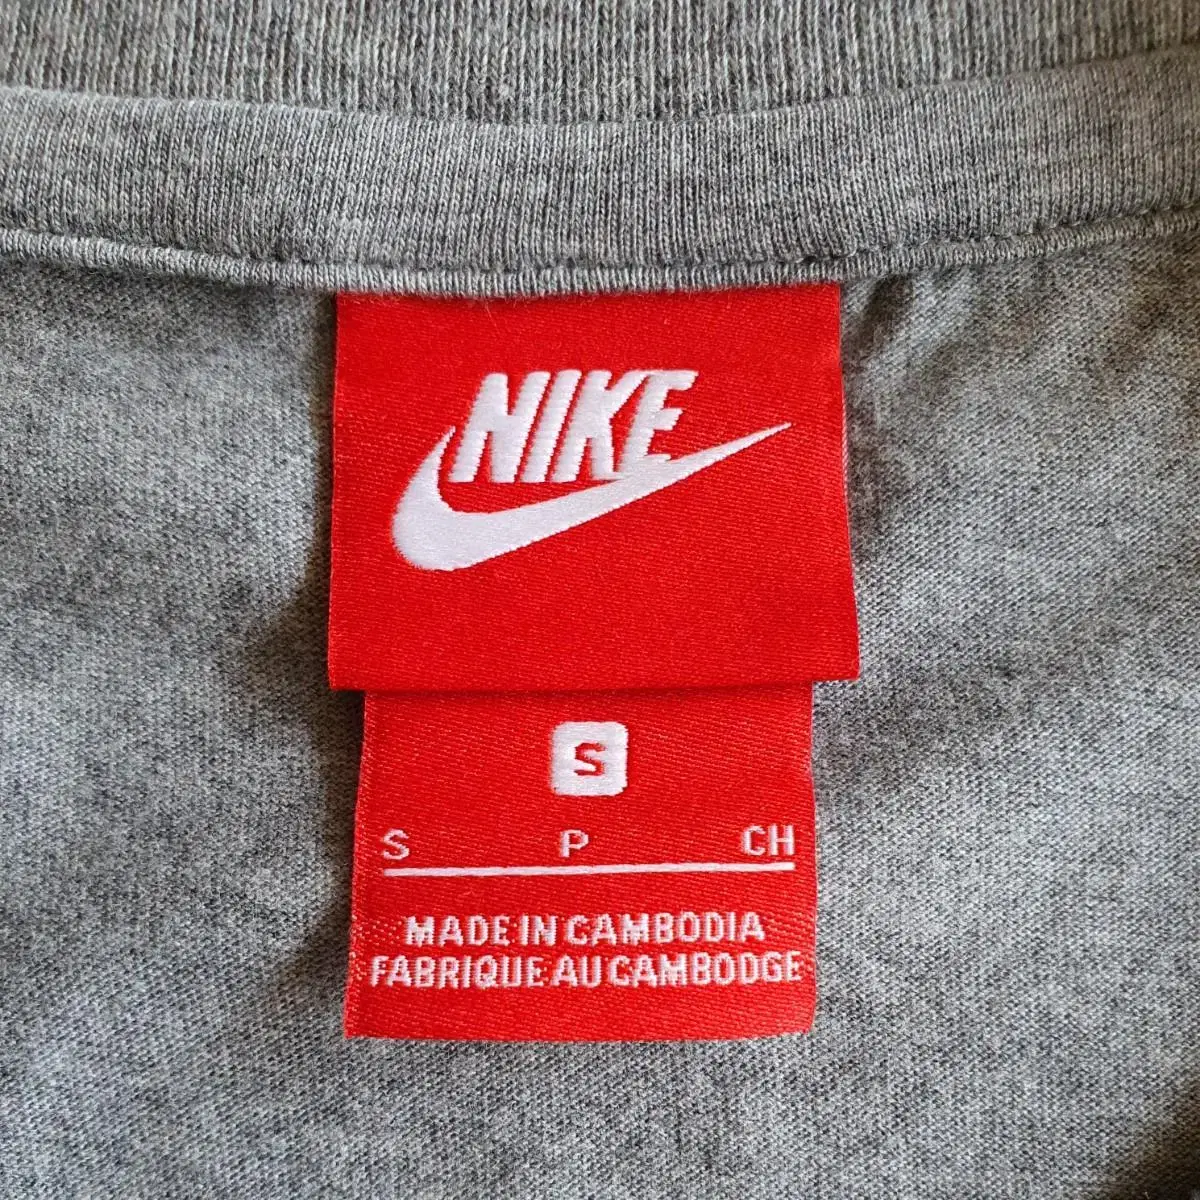 NIKE
S
S P CH
MADE IN CAMBODIA
FABRIQUE AU CAMBODGE